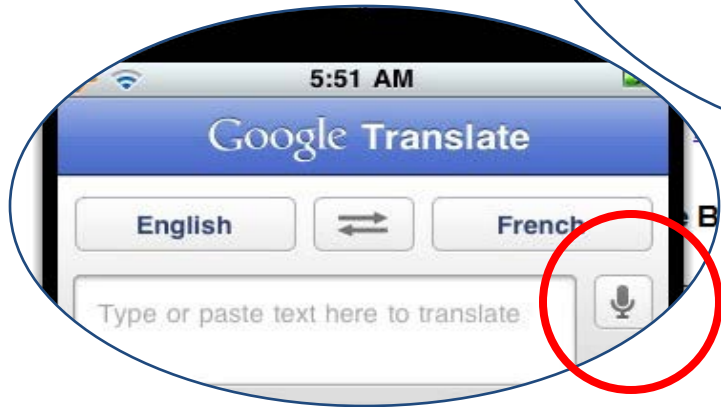 5:51 AM
Google Translate
English French
Type or paste text here to translate
B